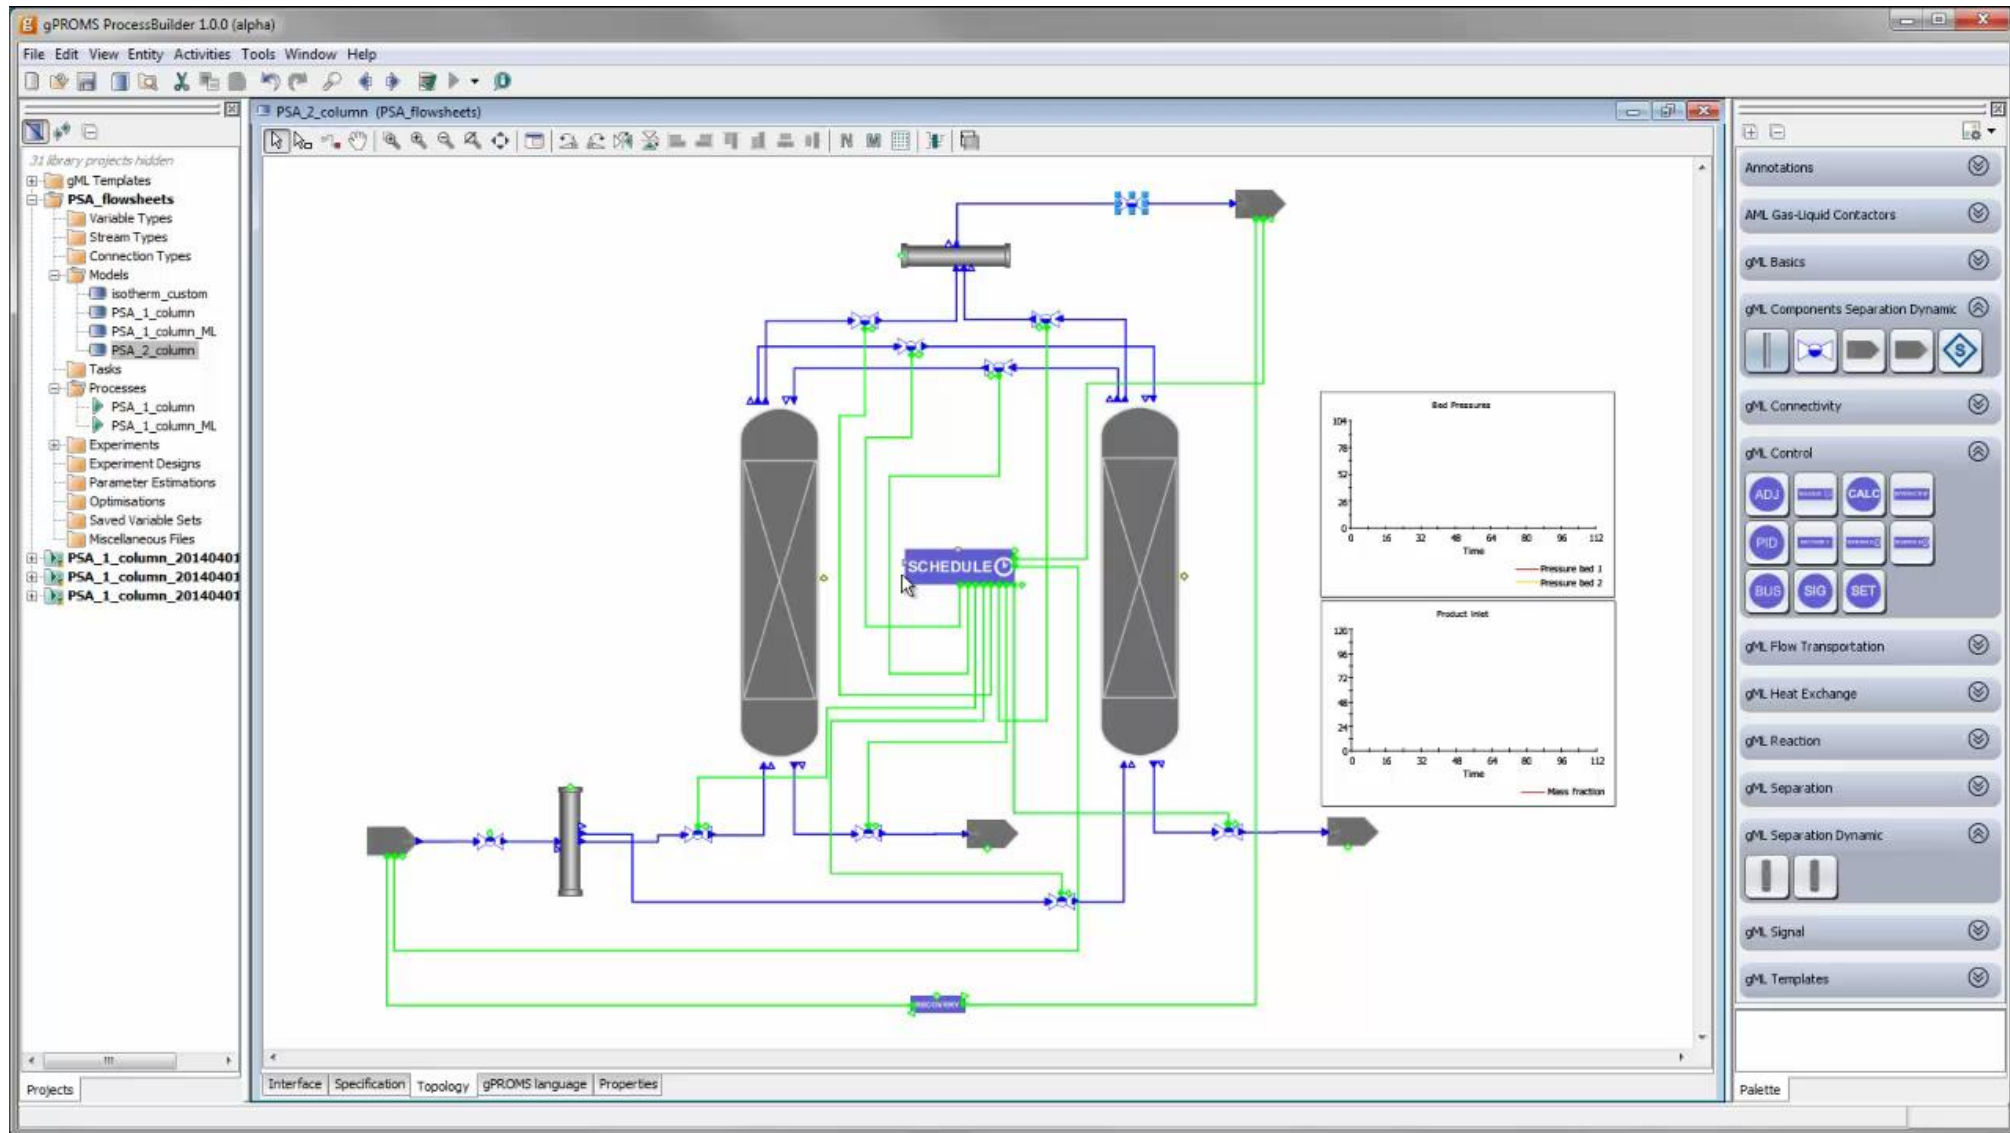 gPROMS ProcessBuilder 1.0.0 (alpha)
File Edit View Entity Activities Tools Window Help
31 library projects hidden
gML Templates
PSA_flowsheets
Variable Types
Stream Types
Connection Types
Models
isotherm_custom
PSA_1_column
PSA_1_column_ML
PSA_2_column
Tasks
Processes
PSA_1_column
PSA_1_column_ML
Experiments
Experiment Designs
Parameter Estimations
Optimisations
Saved Variable Sets
Miscellaneous Files
PSA_1_column_20140401
PSA_1_column_20140401
PSA_1_column_20140401
Projects
PSA_2_column (PSA_flowsheets)
N M
SCHEDULE
RECOVERY
Bed Pressures
104
78
52
26
0
0 16 32 48 64 80 96 112
Time
Pressure bed 1
Pressure bed 2
Product Inlet
120
96
72
48
24
0
0 16 32 48 64 80 96 112
Time
Mass fraction
Interface Specification Topology gPROMS language Properties
Annotations
AML Gas-Liquid Contactors
gML Basics
gML Components Separation Dynamic
S
gML Connectivity
gML Control
ADJ CALC
PID
BUS SIG SET
gML Flow Transportation
gML Heat Exchange
gML Reaction
gML Separation
gML Separation Dynamic
gML Signal
gML Templates
Palette